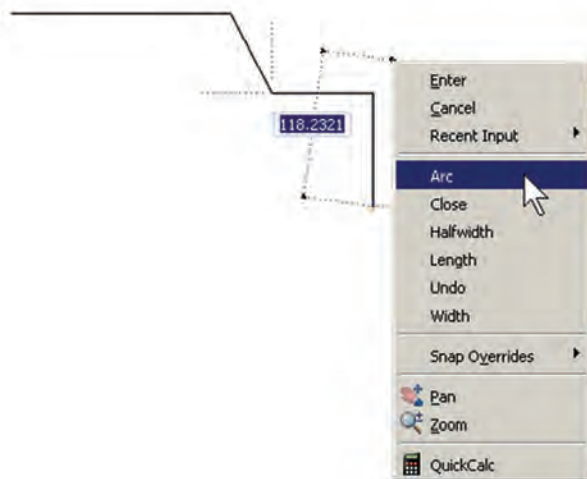 118.2321
Enter
Cancel
Recent Input
Arc
Close
Halfwidth
Length
Undo
Width
Snap Overrides
Pan
Zoom
QuickCalc